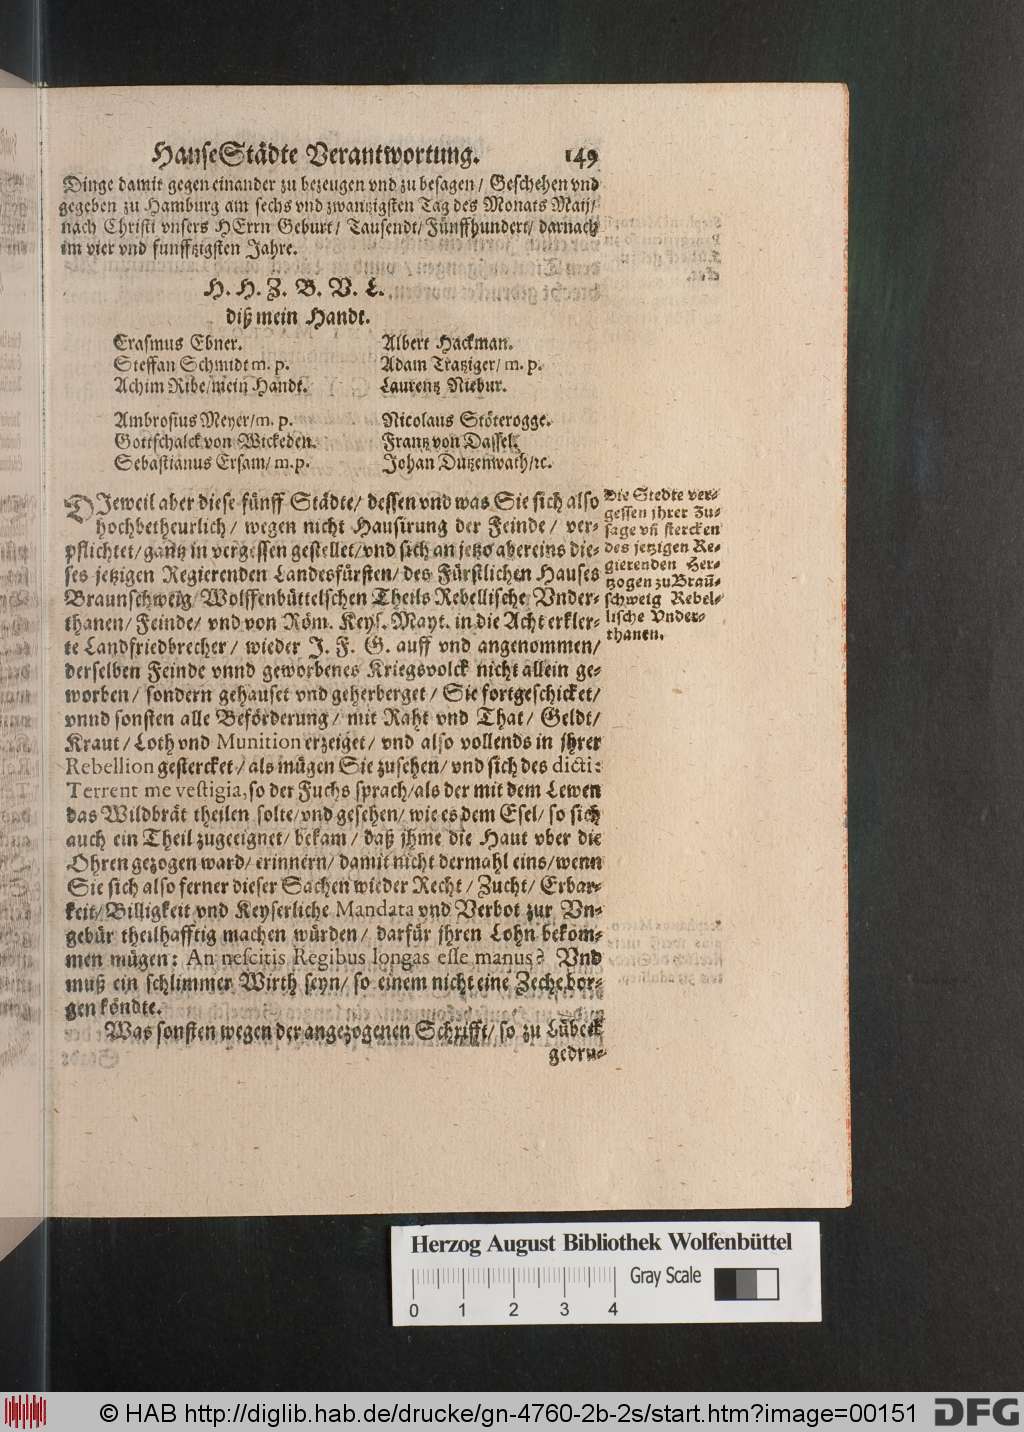 HanseStädte Verantwortung. 149
Dinge damit gegen einander zu bezeugen vnd zu besagen / Geschehen vnd
gegeben zu Hamburg am sechs vnd zwantzigsten Tag des Monats Maij /
nach Christi vnsers HErrn Geburt / Tausendt / Fünffhundert / darnach
im vier vnd funfftzigsten Jahre.
H. H. Z. B. V. L.
diß mein Handt.
Erasmus Ebner. Albert Hackman.
Steffan Schmidt m. p. Adam Tratziger / m. p.
Achim Ribe / mein Handt. Laurentz Niebur.
Ambrosius Meyer / m. p. Nicolaus Stöterogge.
Gottschalck von Wickeden. Frantz von Dassel.
Sebastianus Ersam / m. p. Johan Dutzenwath / ꝛc.
DJeweil aber diese fünff Städte / dessen vnd was Sie sich also
hochbetheurlich / wegen nicht Hausirung der Feinde / ver-
pflichtet / gantz in vergessen gestellet / vnd sich an jetzo abereins die-
ses jetzigen Regierenden Landesfürsten / des Fürstlichen Hauses
Braunschweig / Wolffenbüttelschen Theils Rebellische Vnder-
thanen / Feinde / vnd von Röm. Keys. Mayt. in die Acht erkler-
te Landfriedbrecher / wieder J. F. G. auff vnd angenommen /
derselben Feinde vnnd geworbenes Kriegsvolck nicht allein ge-
worben / sondern gehauset vnd geherberget / Sie fortgeschicket /
vnnd sonsten alle Beförderung / mit Raht vnd That / Geldt /
Kraut / Loth vnd Munition erzeiget / vnd also vollends in jhrer
Rebellion gestercket / als mügen Sie zusehen / vnd sich des dicti:
Terrent me vestigia, so der Fuchs sprach / als der mit dem Lewen
das Wildbrät theilen solte / vnd gesehen / wie es dem Esel / so sich
auch ein Theil zugeeignet / bekam / daß jhme die Haut vber die
Ohren gezogen ward / erinnern / damit nicht dermahl eins / wenn
Sie sich also ferner dieser Sachen wieder Recht / Zucht / Erbar-
keit / Billigkeit vnd Keyserliche Mandata vnd Verbot zur Vn-
gebür theilhafftig machen würden / darfür jhren Lohn bekom-
men mügen: An nescitis Regibus longas esse manus? Vnd
muß ein schlimmer Wirth seyn / so einem nicht eine Zeche bor-
gen köndte.
Was sonsten wegen der angezogenen Schrifft / so zu Lübeck
gedru-
Die Stedte ver-
gessen jhrer Zu-
sage vñ stercken
des jetzigen Re-
gierenden Her-
tzogen zu Braũ-
schweig Rebel-
lische Vnder-
thanen.
Herzog August Bibliothek Wolfenbüttel
Gray Scale
0 1 2 3 4
© HAB http://diglib.hab.de/drucke/gn-4760-2b-2s/start.htm?image=00151 DFG